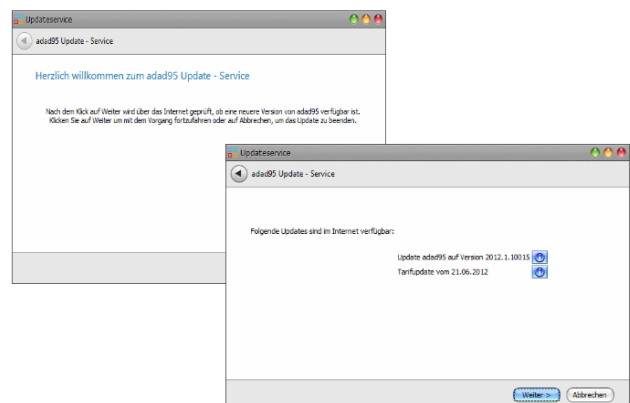 Updateservice
adad95 Update - Service
Herzlich willkommen zum adad95 Update - Service
Nach dem Klick auf Weiter wird über das Internet geprüft, ob eine neuere Version von adad95 verfügbar ist.
Klicken Sie auf Weiter um mit dem Vorgang fortzufahren oder auf Abbrechen, um das Update zu beenden.
Updateservice
adad95 Update - Service
Folgende Updates sind im Internet verfügbar:
Update adad95 auf Version 2012.1.10015
Tarifupdate vom 21.06.2012
Weiter > Abbrechen